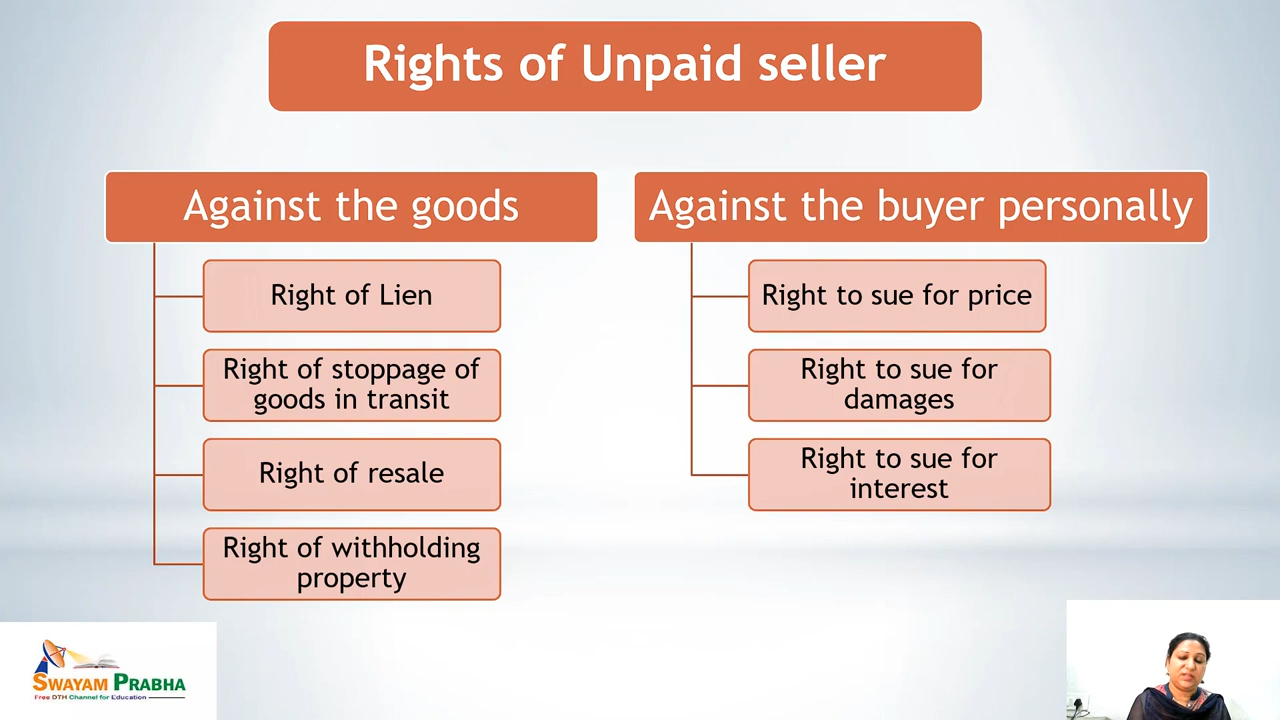 Rights of Unpaid seller
Against the goods
Right of Lien
Right of stoppage of
goods in transit
Right of resale
Right of withholding
property
Against the buyer personally
Right to sue for price
Right to sue for
damages
Right to sue for
interest
SWAYAM PRABHA
Free DTH Channel for Education